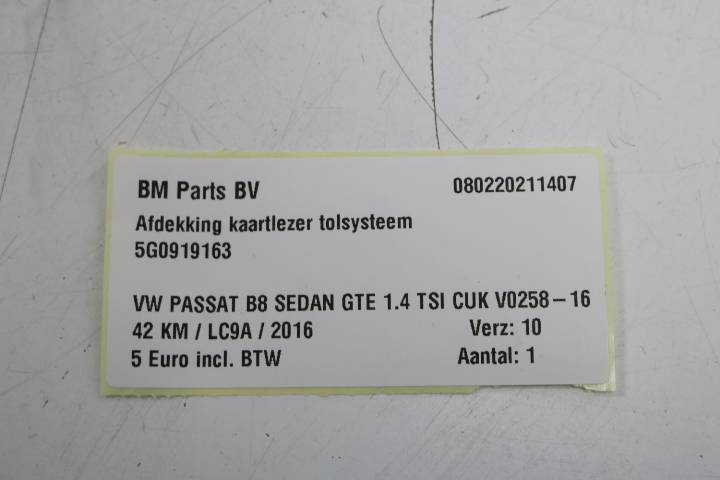 BM Parts BV 080220211407
Afdekking kaartlezer tolsysteem
5G0919163
VW PASSAT B8 SEDAN GTE 1.4 TSI CUK V0258-16
42 KM / LC9A / 2016 Verz: 10
5 Euro incl. BTW Aantal: 1